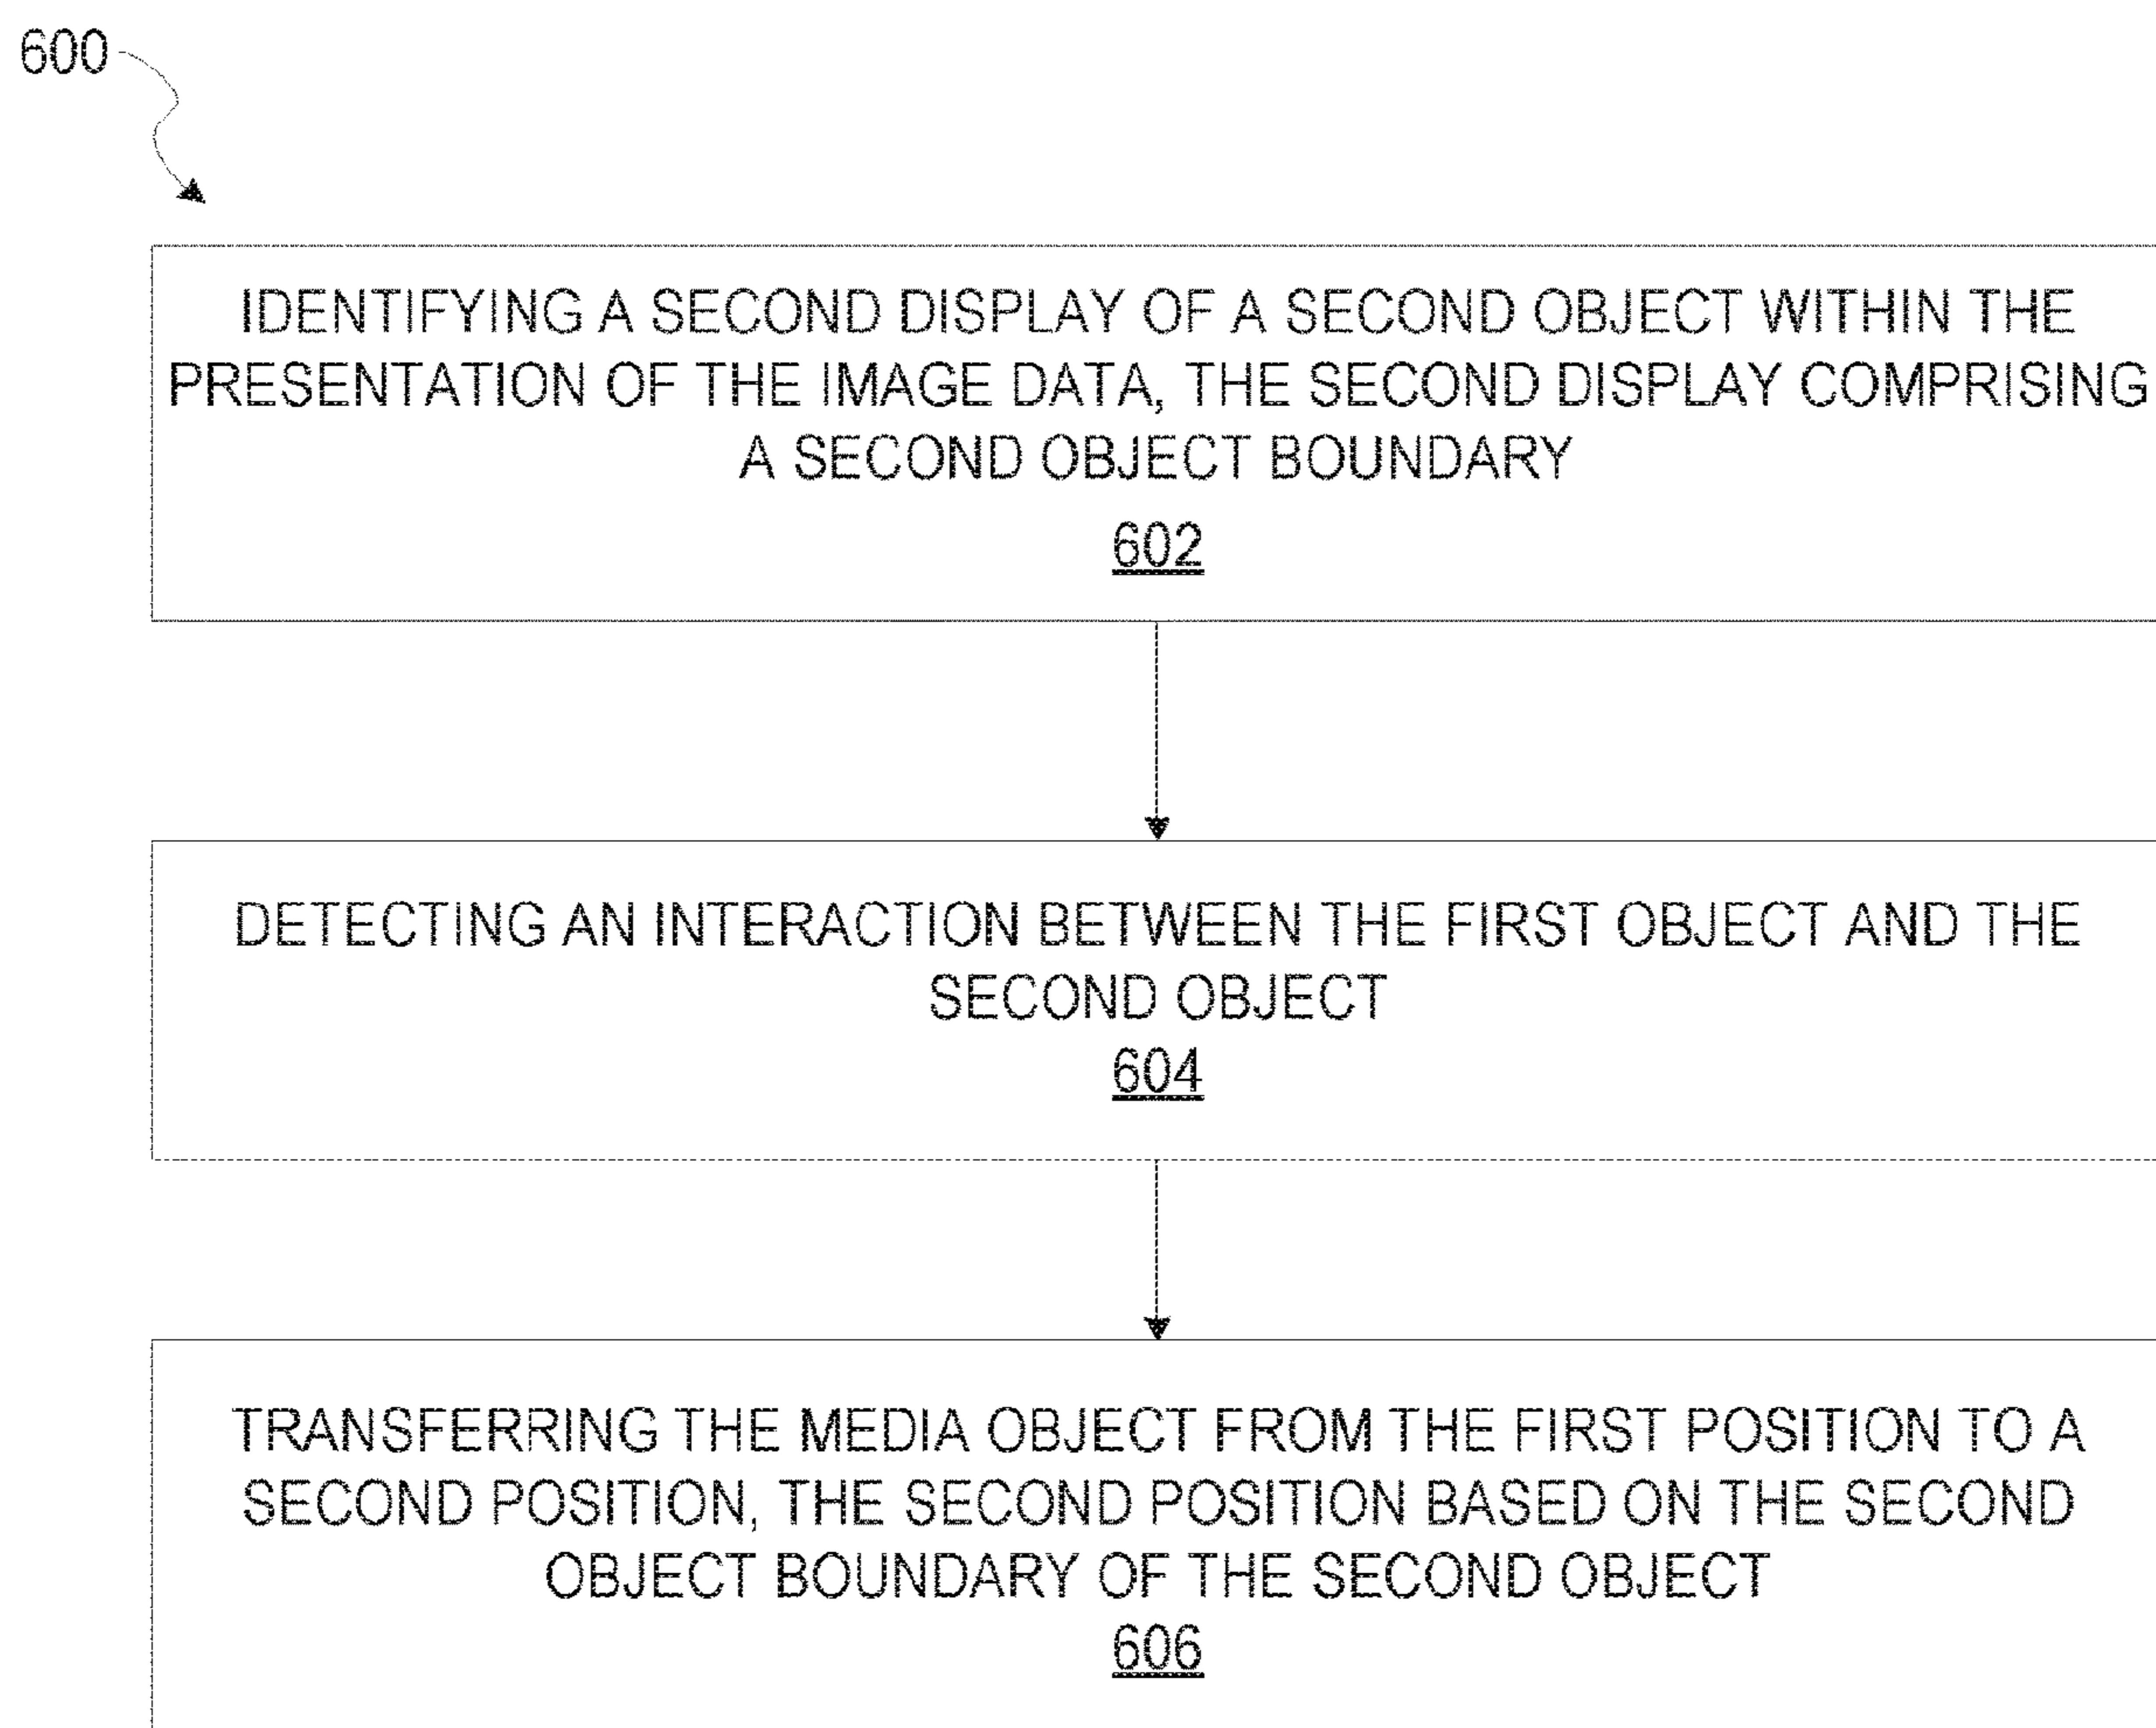 600
IDENTIFYING A SECOND DISPLAY OF A SECOND OBJECT WITHIN THE
PRESENTATION OF THE IMAGE DATA, THE SECOND DISPLAY COMPRISING
A SECOND OBJECT BOUNDARY
602
DETECTING AN INTERACTION BETWEEN THE FIRST OBJECT AND THE
SECOND OBJECT
604
TRANSFERRING THE MEDIA OBJECT FROM THE FIRST POSITION TO A
SECOND POSITION, THE SECOND POSITION BASED ON THE SECOND
OBJECT BOUNDARY OF THE SECOND OBJECT
606